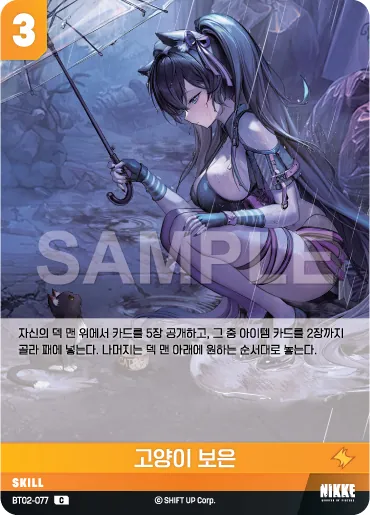 3
SAMPLE
자신의 덱 맨 위에서 카드를 5장 공개하고, 그 중 아이템 카드를 2장까지
골라 패에 넣는다. 나머지는 덱 맨 아래에 원하는 순서대로 놓는다.
고양이 보은
SKILL
BT02-077 C
© SHIFT UP Corp.
NIKKE